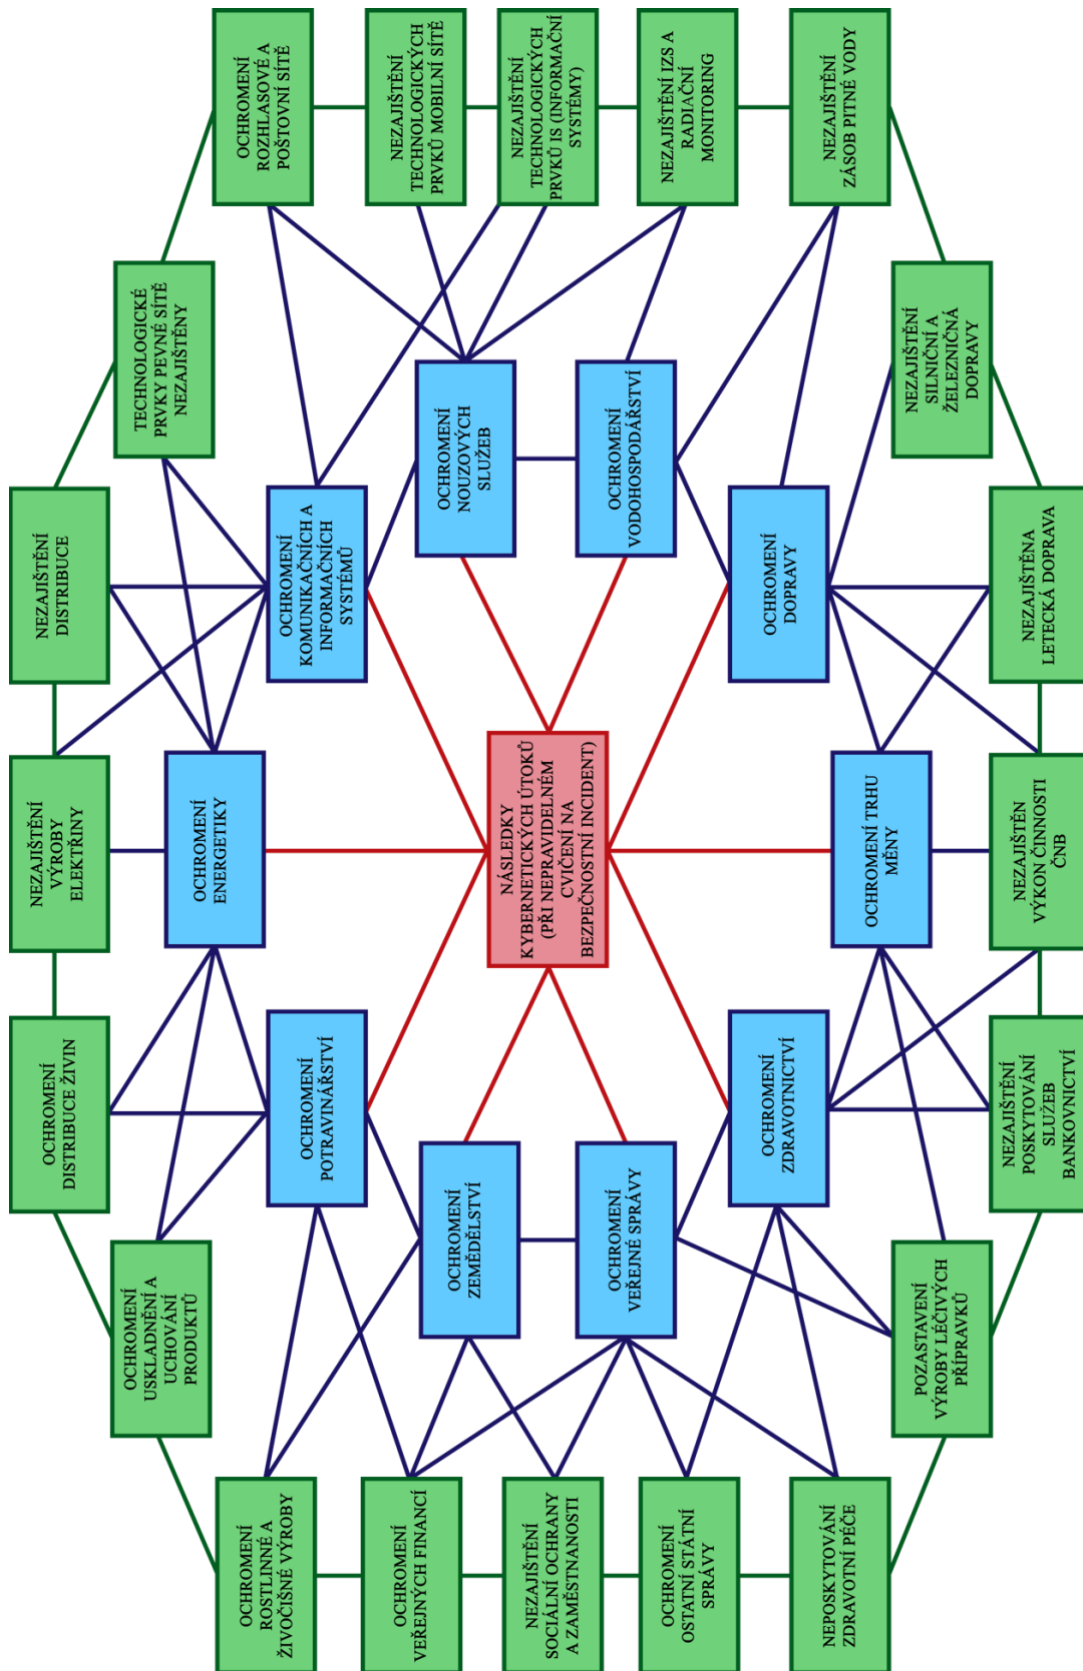 OCHROMENÍ
DISTRIBUCE ŽIVIN
NEZAJIŠTĚNÍ
VÝROBY
ELEKTŘINY
NEZAJIŠTĚNÍ
DISTRIBUCE
OCHROMENÍ
USKLADNĚNÍ A
UCHOVÁNÍ
PRODUKTŮ
OCHROMENÍ
ENERGETIKY
TECHNOLOGICKÉ
PRVKY PEVNÉ SÍTĚ
NEZAJIŠTĚNY
OCHROMENÍ
ROSTLINNÉ A
ŽIVOČIŠNÉ VÝROBY
OCHROMENÍ
POTRAVINÁŘSTVÍ
OCHROMENÍ
KOMUNIKAČNÍCH A
INFORMAČNÍCH
SYSTÉMŮ
OCHROMENÍ
ROZHLASOVÉ A
POŠTOVNÍ SÍTĚ
OCHROMENÍ
VEŘEJNÝCH FINANCÍ
OCHROMENÍ
ZEMĚDĚLSTVÍ
OCHROMENÍ
NOUZOVÝCH
SLUŽEB
NEZAJIŠTĚNÍ
TECHNOLOGICKÝCH
PRVKŮ MOBILNÍ SÍTĚ
NEZAJIŠTĚNÍ
SOCIÁLNÍ OCHRANY
A ZAMĚSTNANOSTI
NÁSLEDKY
KYBERNETICKÝCH ÚTOKŮ
(PŘI NEPRAVIDELNÉM
CVIČENÍ NA
BEZPEČNOSTNÍ INCIDENT)
NEZAJIŠTĚNÍ
TECHNOLOGICKÝCH
PRVKŮ IS (INFORMAČNÍ
SYSTÉMY)
OCHROMENÍ
OSTATNÍ STÁTNÍ
SPRÁVY
OCHROMENÍ
VEŘEJNÉ SPRÁVY
OCHROMENÍ
VODOHOSPODÁŘSTVÍ
NEZAJIŠTĚNÍ IZS A
RADIAČNÍ
MONITORING
NEPOSKYTOVÁNÍ
ZDRAVOTNÍ PÉČE
OCHROMENÍ
ZDRAVOTNICTVÍ
OCHROMENÍ
DOPRAVY
NEZAJIŠTĚNÍ
ZÁSOB PITNÉ VODY
POZASTAVENÍ
VÝROBY LÉČIVÝCH
PŘÍPRAVKŮ
OCHROMENÍ TRHU
MĚNY
NEZAJIŠTĚNÍ
SILNIČNÍ A
ŽELEZNIČNÁ
DOPRAVY
NEZAJIŠTĚNÍ
POSKYTOVÁNÍ
SLUŽEB
BANKOVNICTVÍ
NEZAJIŠTĚN
VÝKON ČINNOSTI
ČNB
NEZAJIŠTĚNA
LETECKÁ DOPRAVA